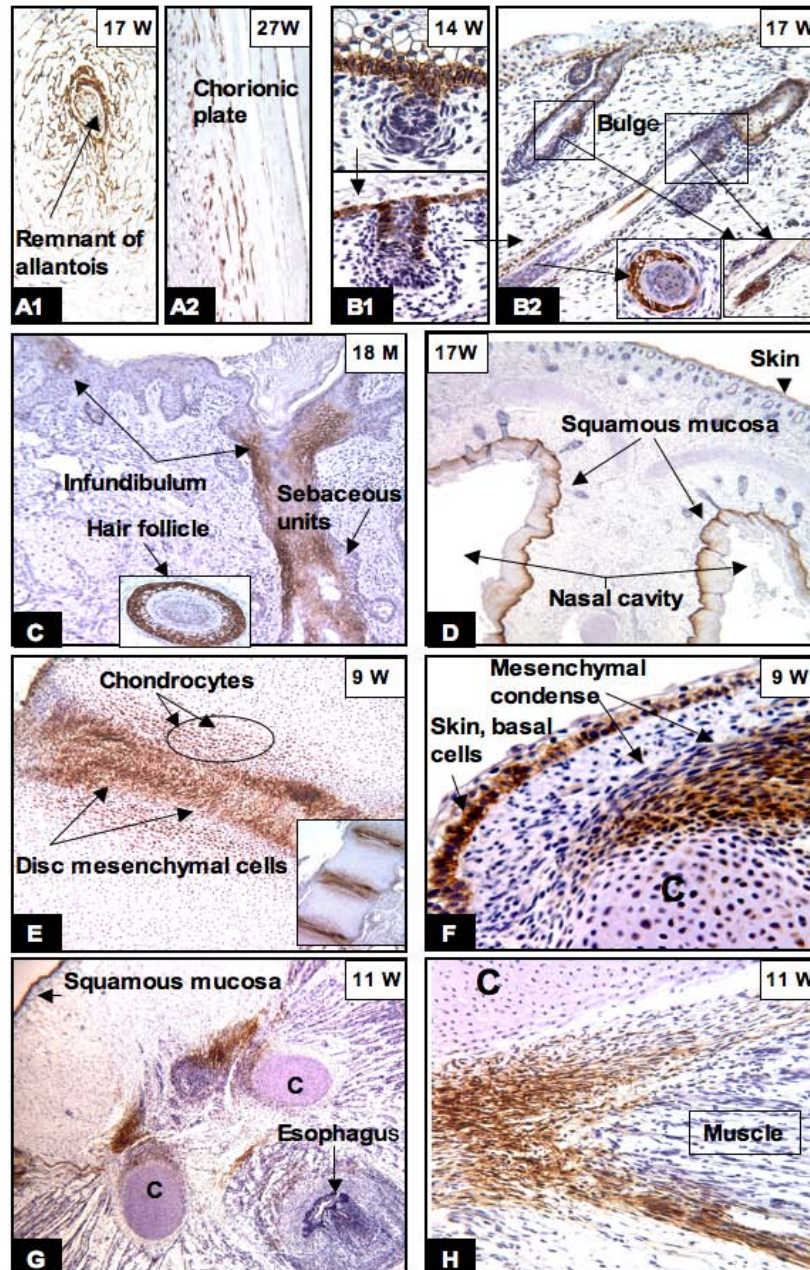 17 W
Remnant of
allantois
A1
27W
Chorionic
plate
A2
14 W
B1
17 W
Bulge
B2
18 M
Infundibulum
Sebaceous
units
Hair follicle
C
17W
Skin
Squamous mucosa
Nasal cavity
D
9 W
Chondrocytes
Disc mesenchymal cells
E
9 W
Mesenchymal
condense
Skin, basal
cells
C
F
11 W
Squamous mucosa
C
Esophagus
C
G
11 W
C
Muscle
H